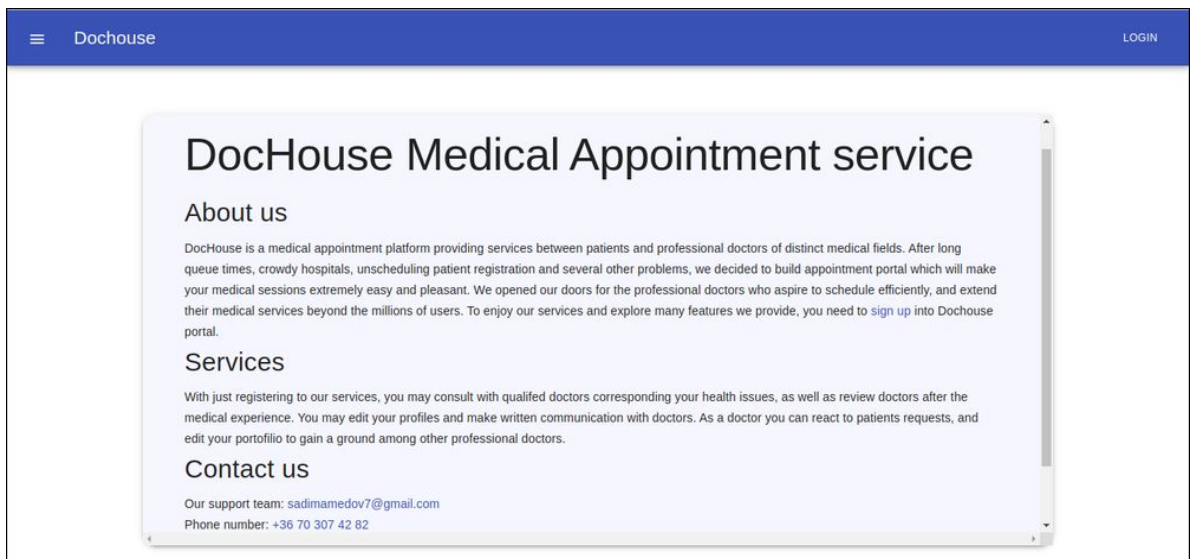 Dochouse
LOGIN
DocHouse Medical Appointment service
About us
DocHouse is a medical appointment platform providing services between patients and professional doctors of distinct medical fields. After long
queue times, crowdy hospitals, unscheduling patient registration and several other problems, we decided to build appointment portal which will make
your medical sessions extremely easy and pleasant. We opened our doors for the professional doctors who aspire to schedule efficiently, and extend
their medical services beyond the millions of users. To enjoy our services and explore many features we provide, you need to sign up into Dochouse
portal.
Services
With just registering to our services, you may consult with qualifed doctors corresponding your health issues, as well as review doctors after the
medical experience. You may edit your profiles and make written communication with doctors. As a doctor you can react to patients requests, and
edit your portofilio to gain a ground among other professional doctors.
Contact us
Our support team: sadimamedov7@gmail.com
Phone number: +36 70 307 42 82